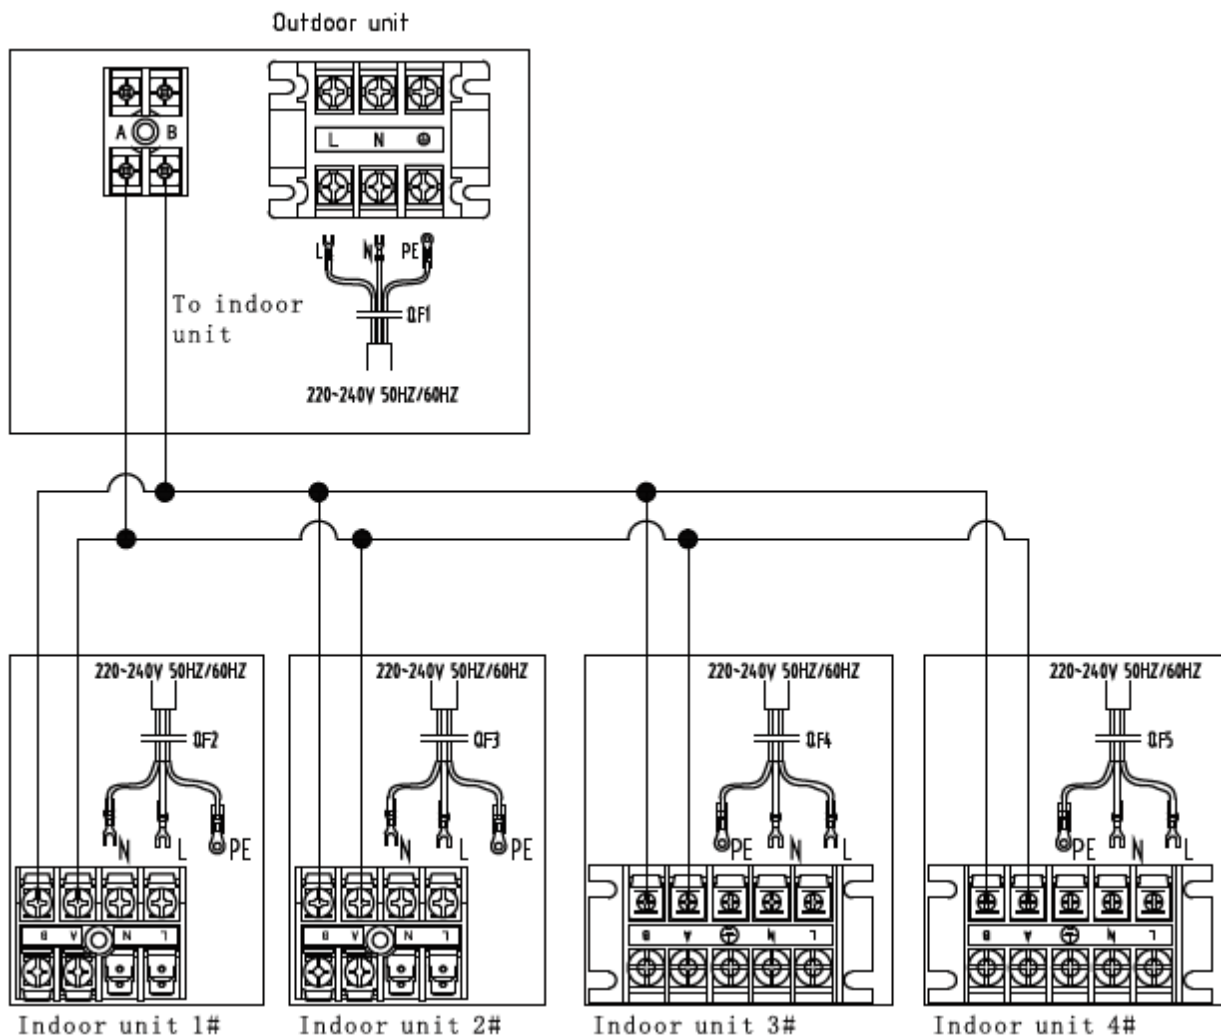 Outdoor unit
A B
L N
L N PE
To indoor
unit
QF1
220~240V 50HZ/60HZ
220~240V 50HZ/60HZ
QF2
N L PE
B A N L
Indoor unit 1#
220~240V 50HZ/60HZ
QF3
N L PE
B A N L
Indoor unit 2#
220~240V 50HZ/60HZ
QF4
PE N L
B A N L
Indoor unit 3#
220~240V 50HZ/60HZ
QF5
PE N L
B A N L
Indoor unit 4#